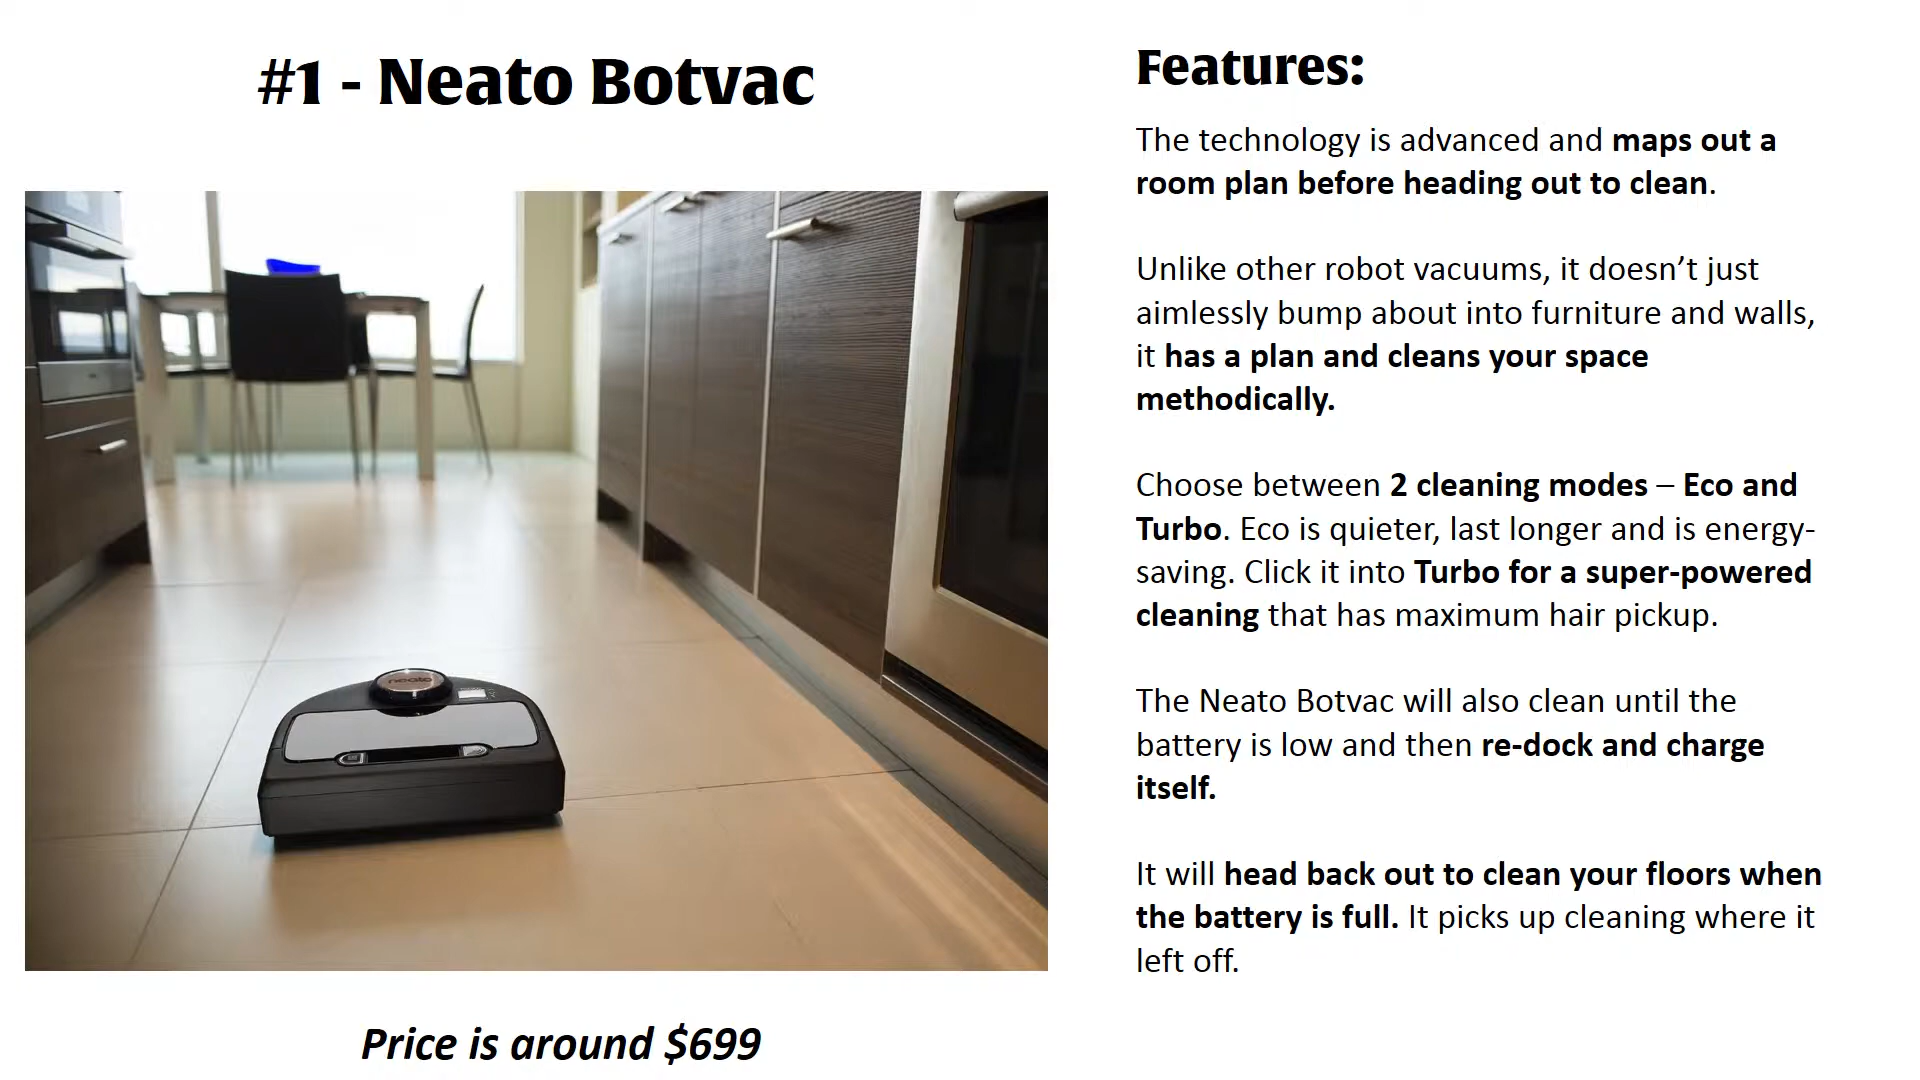 #1 - Neato Botvac
neato
Price is around $699
Features:
The technology is advanced and maps out a
room plan before heading out to clean.
Unlike other robot vacuums, it doesn’t just
aimlessly bump about into furniture and walls,
it has a plan and cleans your space
methodically.
Choose between 2 cleaning modes – Eco and
Turbo. Eco is quieter, last longer and is energy-
saving. Click it into Turbo for a super-powered
cleaning that has maximum hair pickup.
The Neato Botvac will also clean until the
battery is low and then re-dock and charge
itself.
It will head back out to clean your floors when
the battery is full. It picks up cleaning where it
left off.